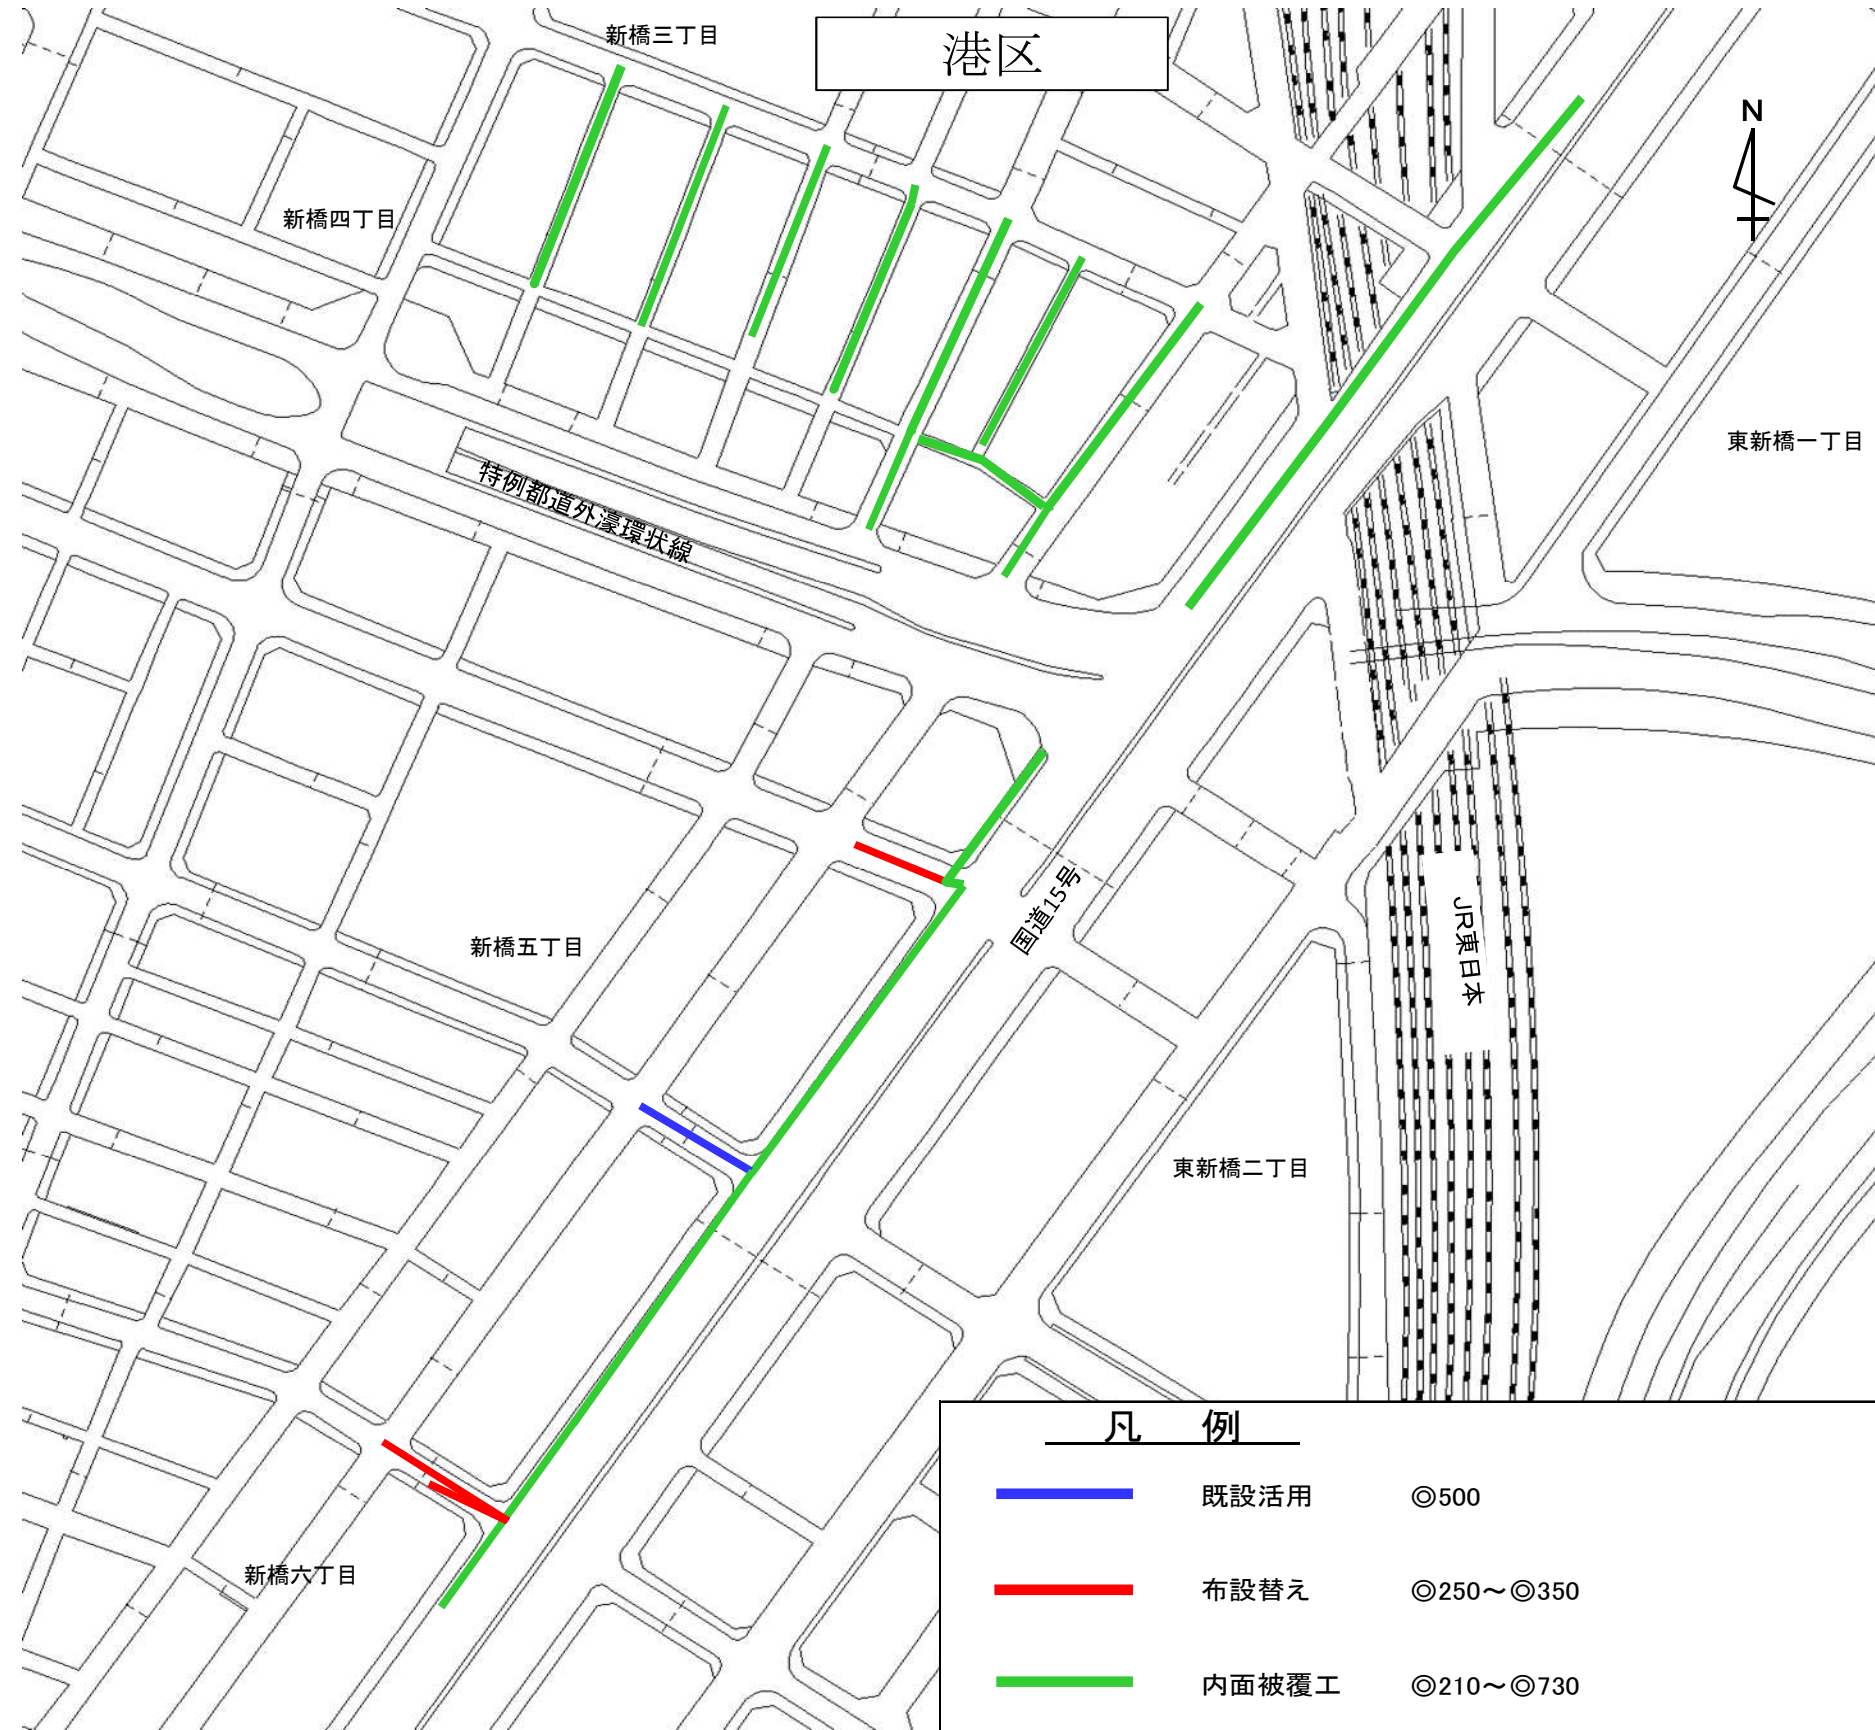 新橋三丁目
港区
N
新橋四丁目
東新橋一丁目
特例都道外濠環状線
国道15号
JR東日本
新橋五丁目
東新橋二丁目
新橋六丁目
凡 例
既設活用 ◎500
布設替え ◎250~◎350
内面被覆工 ◎210~◎730